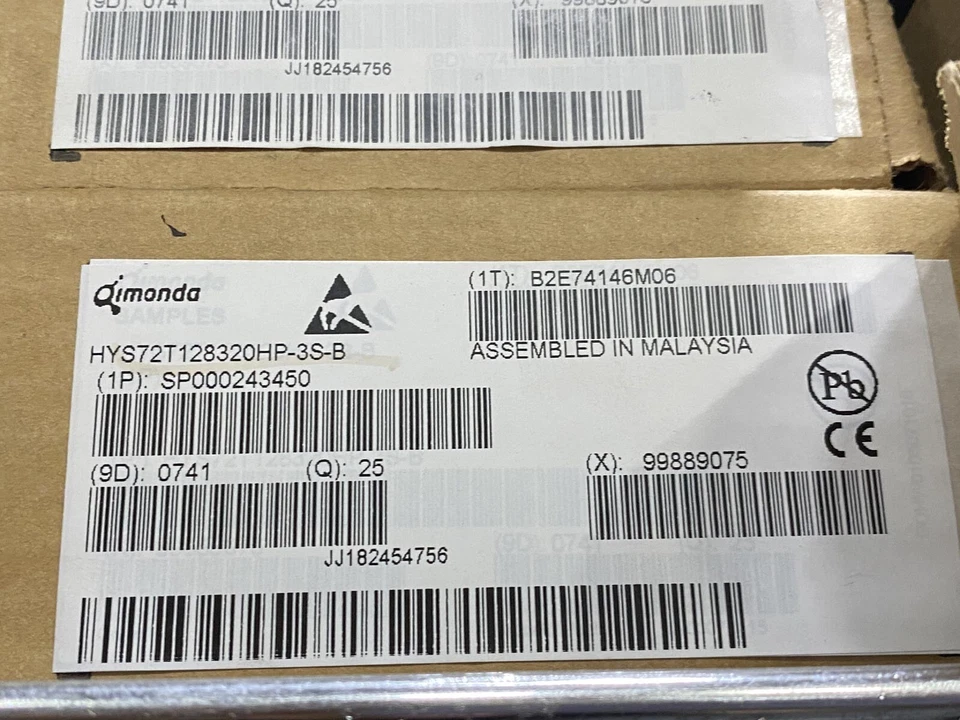 (9D): 0741 (Q): 25 (X): 99889075
JJ182454756
Qimonda
(1T): B2E74146M06
HYS72T128320HP-3S-B
ASSEMBLED IN MALAYSIA
(1P): SP000243450
Pb
CE
(9D): 0741 (Q): 25
(X): 99889075
JJ182454756